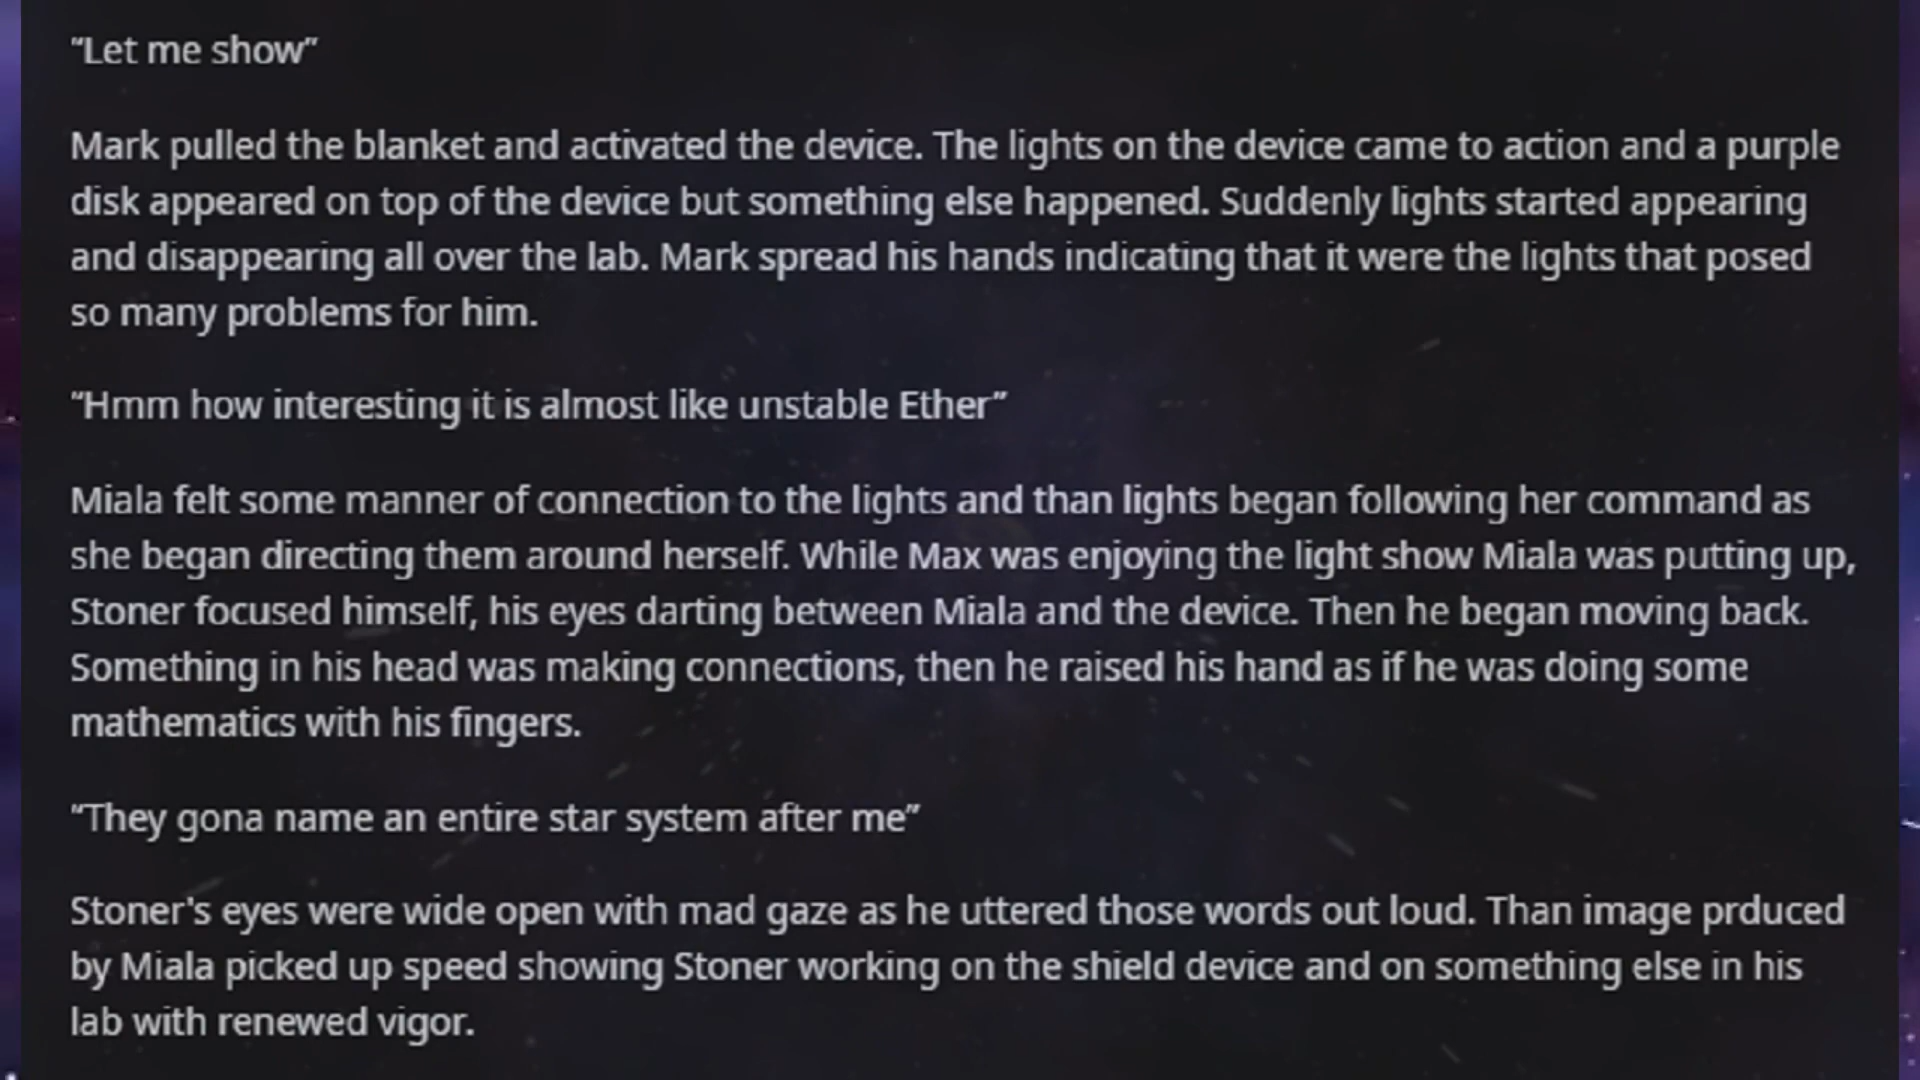 “Let me show”
Mark pulled the blanket and activated the device. The lights on the device came to action and a purple
disk appeared on top of the device but something else happened. Suddenly lights started appearing
and disappearing all over the lab. Mark spread his hands indicating that it were the lights that posed
so many problems for him.
“Hmm how interesting it is almost like unstable Ether”
Miala felt some manner of connection to the lights and than lights began following her command as
she began directing them around herself. While Max was enjoying the light show Miala was putting up,
Stoner focused himself, his eyes darting between Miala and the device. Then he began moving back.
Something in his head was making connections, then he raised his hand as if he was doing some
mathematics with his fingers.
“They gona name an entire star system after me”
Stoner's eyes were wide open with mad gaze as he uttered those words out loud. Than image prduced
by Miala picked up speed showing Stoner working on the shield device and on something else in his
lab with renewed vigor.